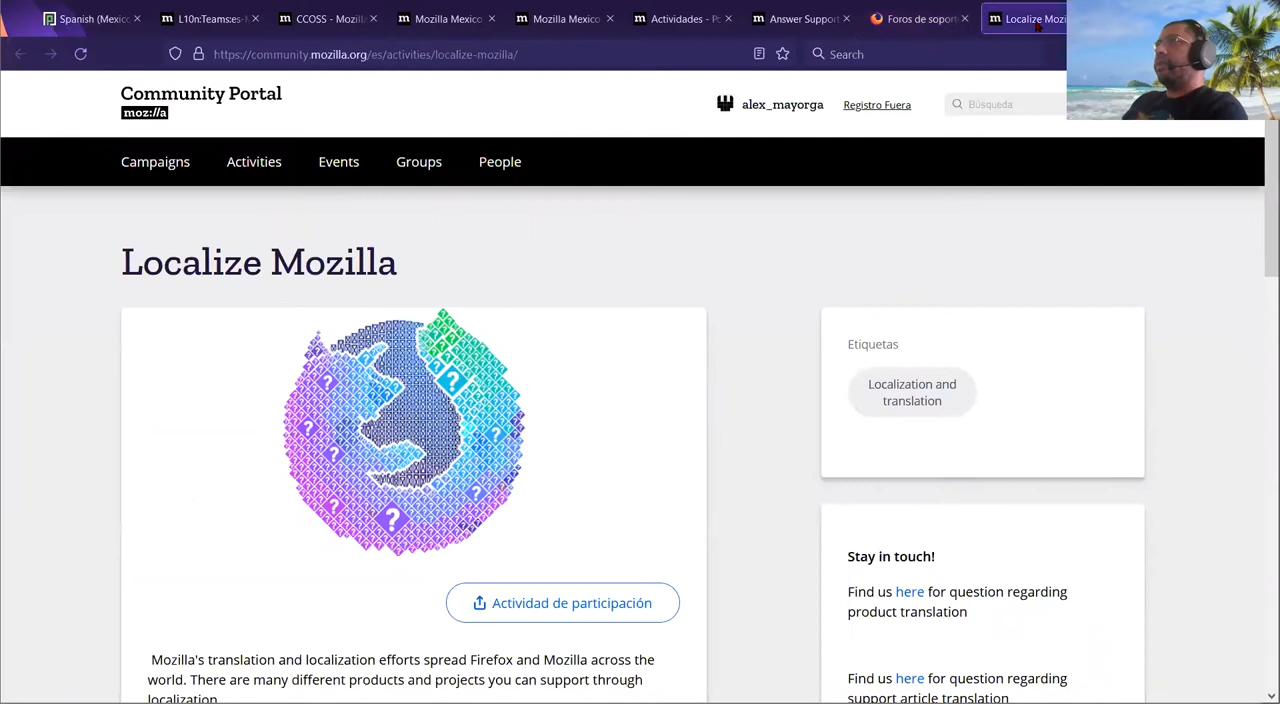 Spanish (Mexic
L10n:Teams:es-
CCOSS - Mozill
Mozilla Mexico
Mozilla Mexico
Actividades - Po
Answer Support
Foros de soport
Localize Mozi
https://community.mozilla.org/es/activities/localize-mozilla/
Search
Community Portal
moz://a
alex_mayorga
Registro Fuera
Búsqueda
Campaigns
Activities
Events
Groups
People
Localize Mozilla
Etiquetas
Localization and
translation
Actividad de participación
Stay in touch!
Find us here for question regarding
product translation
Mozilla's translation and localization efforts spread Firefox and Mozilla across the
world. There are many different products and projects you can support through
localization.
Find us here for question regarding
support article translation